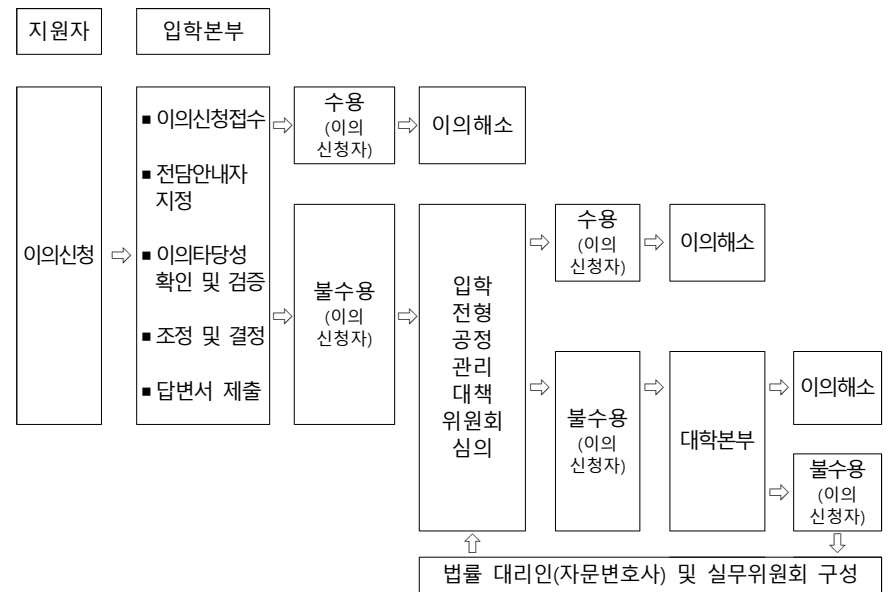 지원자
입학본부
이의신청
▪ 이의신청접수
▪ 전담안내자
지정
▪ 이의타당성
확인 및 검증
▪ 조정 및 결정
▪ 답변서 제출
수용
(이의
신청자)
이의해소
불수용
(이의
신청자)
입학
전형
공정
관리
대책
위원회
심의
수용
(이의
신청자)
이의해소
불수용
(이의
신청자)
대학본부
이의해소
불수용
(이의
신청자)
법률 대리인(자문변호사) 및 실무위원회 구성